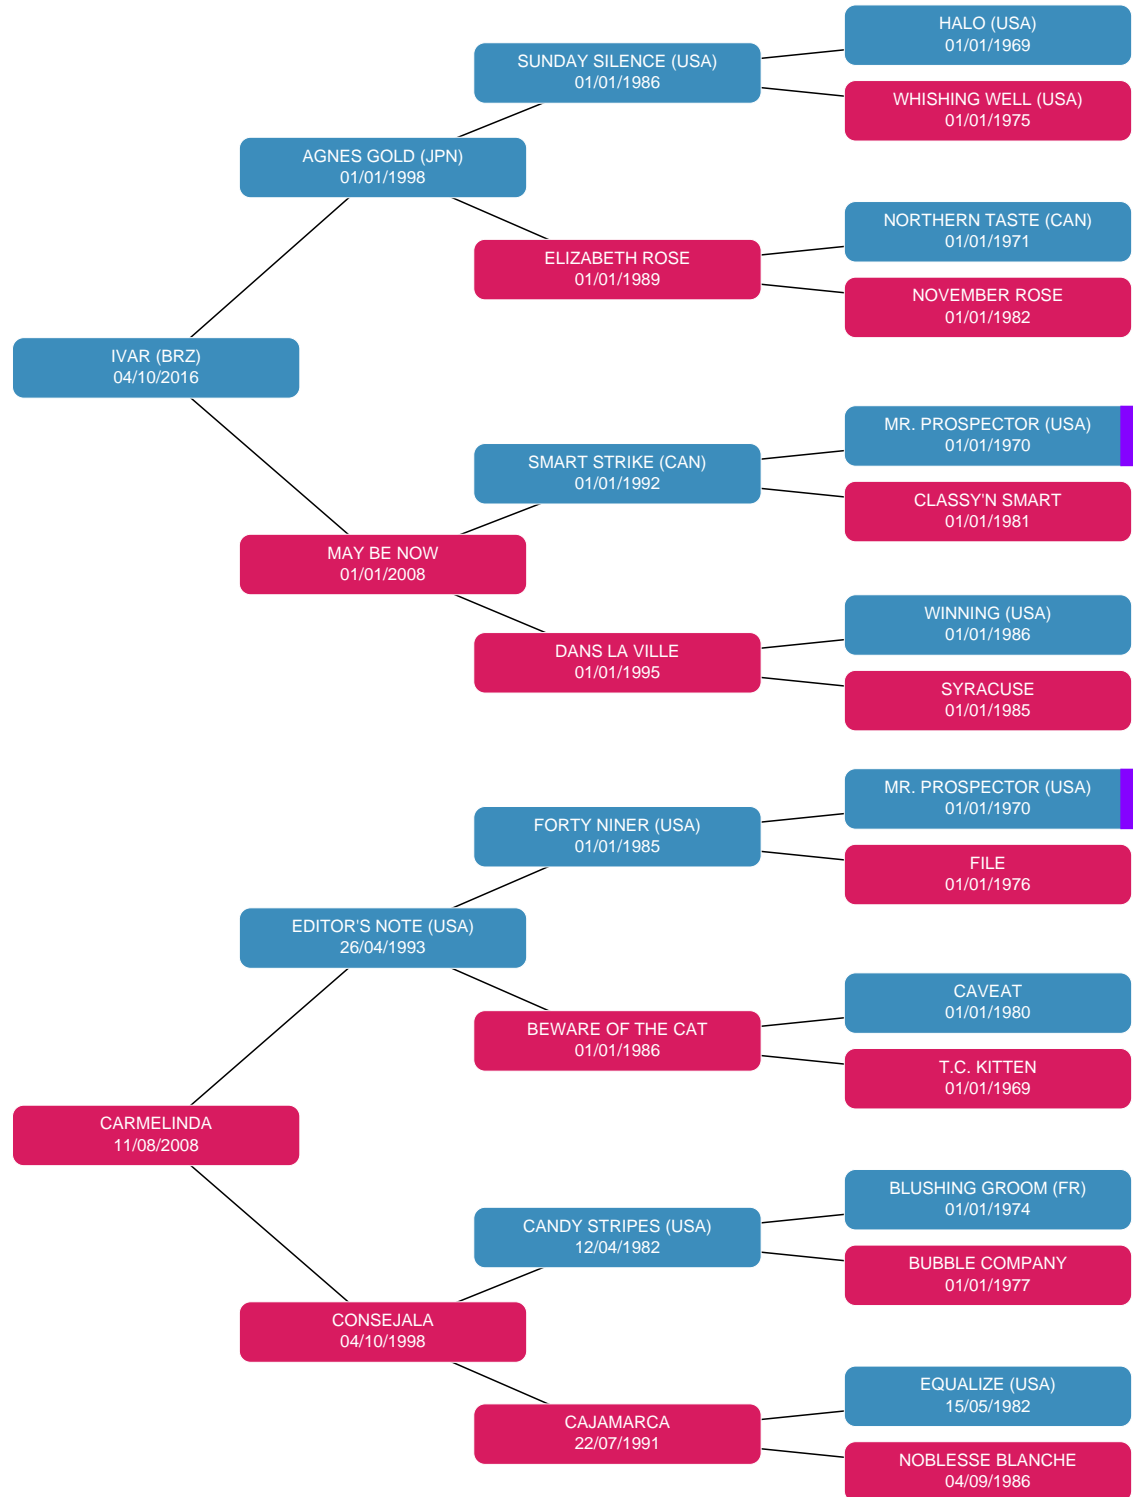 HALO (USA)
01/01/1969
SUNDAY SILENCE (USA)
01/01/1986
WHISHING WELL (USA)
01/01/1975
AGNES GOLD (JPN)
01/01/1998
NORTHERN TASTE (CAN)
01/01/1971
ELIZABETH ROSE
01/01/1989
NOVEMBER ROSE
01/01/1982
IVAR (BRZ)
04/10/2016
MR. PROSPECTOR (USA)
01/01/1970
SMART STRIKE (CAN)
01/01/1992
CLASSY'N SMART
01/01/1981
MAY BE NOW
01/01/2008
WINNING (USA)
01/01/1986
DANS LA VILLE
01/01/1995
SYRACUSE
01/01/1985
MR. PROSPECTOR (USA)
01/01/1970
FORTY NINER (USA)
01/01/1985
FILE
01/01/1976
EDITOR'S NOTE (USA)
26/04/1993
CAVEAT
01/01/1980
BEWARE OF THE CAT
01/01/1986
T.C. KITTEN
01/01/1969
CARMELINDA
11/08/2008
BLUSHING GROOM (FR)
01/01/1974
CANDY STRIPES (USA)
12/04/1982
BUBBLE COMPANY
01/01/1977
CONSEJALA
04/10/1998
EQUALIZE (USA)
15/05/1982
CAJAMARCA
22/07/1991
NOBLESSE BLANCHE
04/09/1986